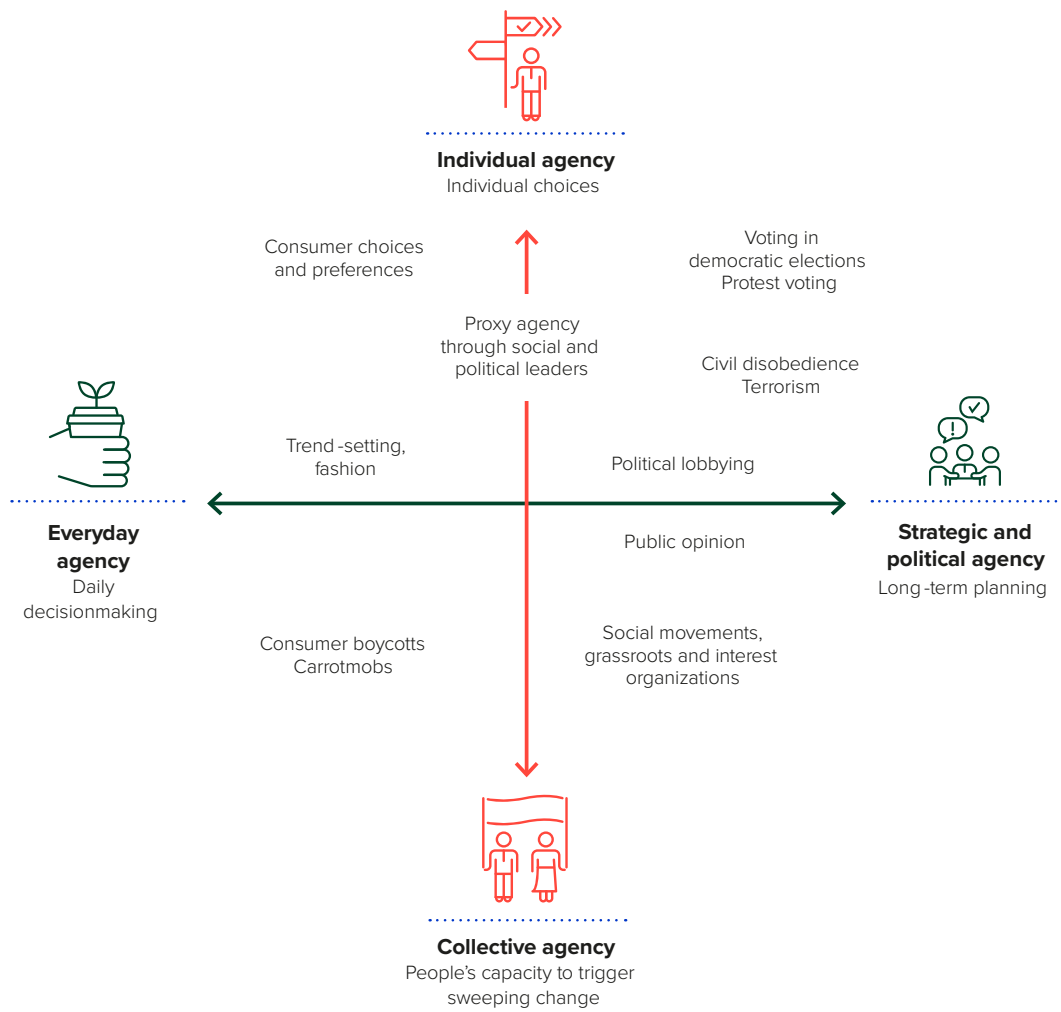 Individual agency
Individual choices
Consumer choices
and preferences
Voting in
democratic elections
Protest voting
Proxy agency
through social and
political leaders
Civil disobedience
Terrorism
Trend-setting,
fashion
Political lobbying
Everyday
agency
Daily
decisionmaking
Strategic and
political agency
Long-term planning
Public opinion
Consumer boycotts
Carrotmobs
Social movements,
grassroots and interest
organizations
Collective agency
People's capacity to trigger
sweeping change